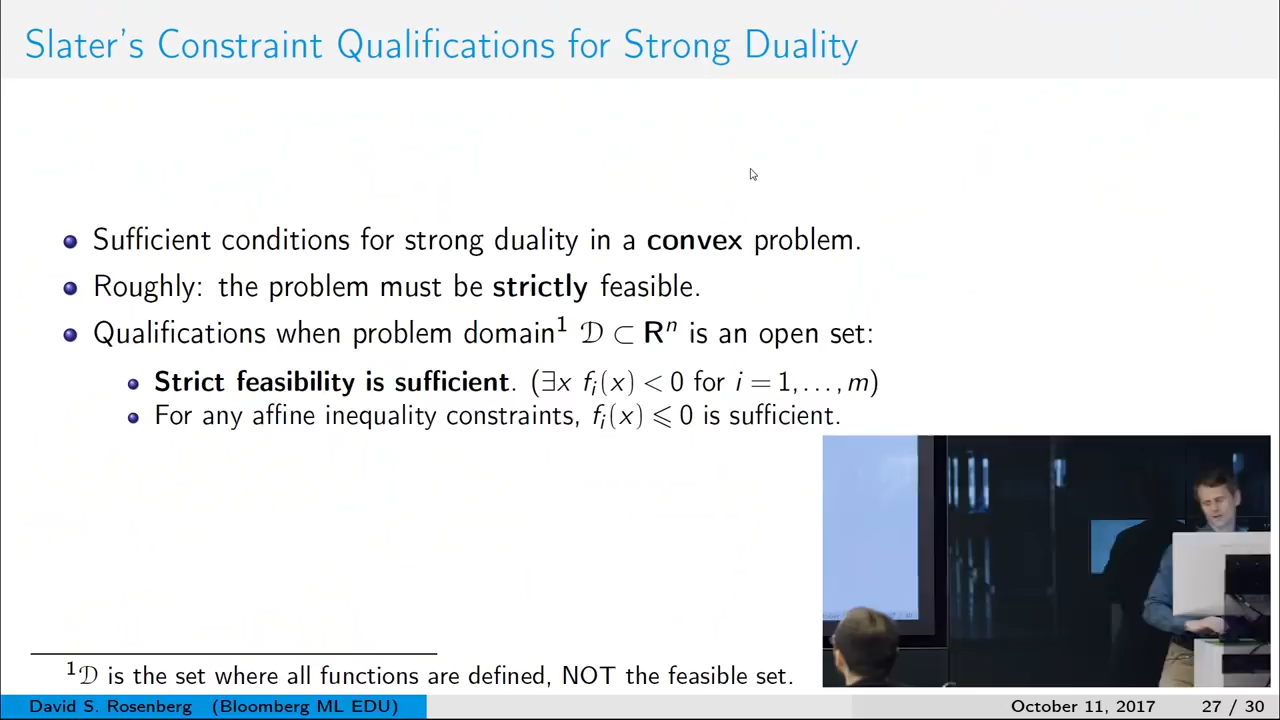 Slater's Constraint Qualifications for Strong Duality
Sufficient conditions for strong duality in a convex problem.
Roughly: the problem must be strictly feasible.
Qualifications when problem domain¹ 𝒟 ⊂ Rⁿ is an open set:
Strict feasibility is sufficient. (∃x fᵢ(x) < 0 for i = 1, . . . , m)
For any affine inequality constraints, fᵢ(x) ⩽ 0 is sufficient.
¹𝒟 is the set where all functions are defined, NOT the feasible set.
David S. Rosenberg (Bloomberg ML EDU) October 11, 2017 27 / 30